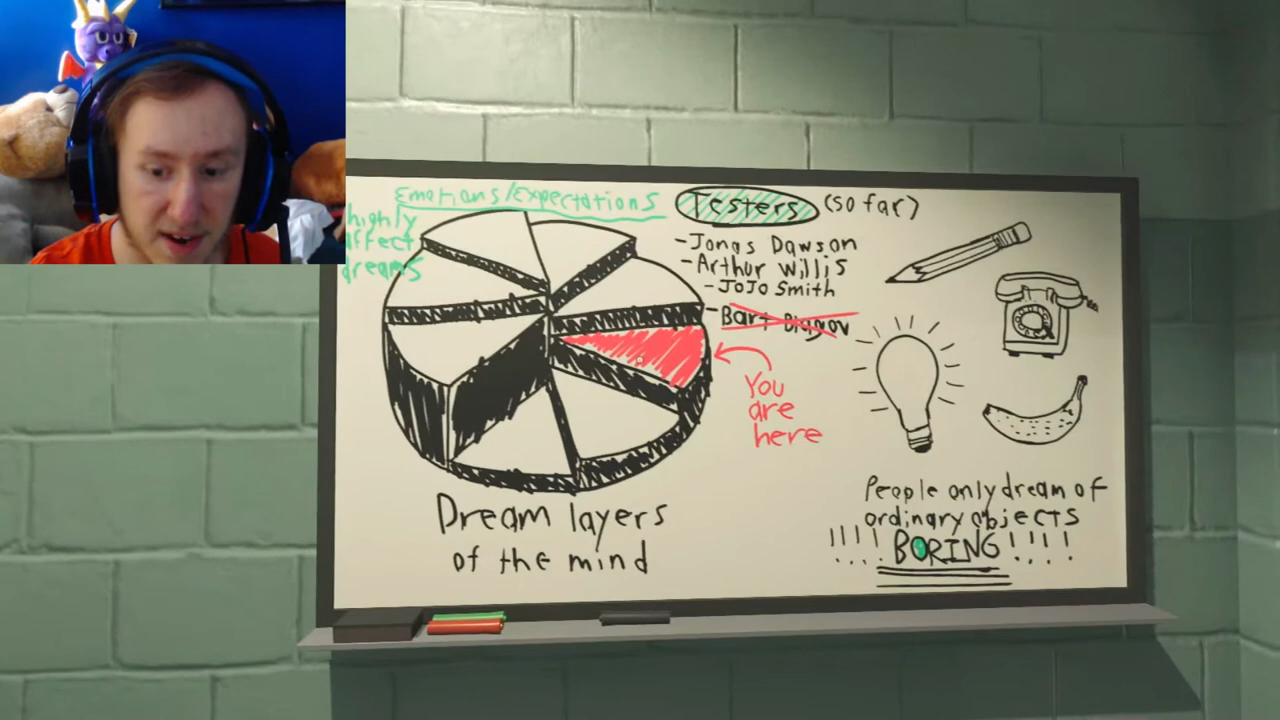 Emotions/Expectations
highly
affect
dreams
Testers (so far)
-Jonas Dawson
-Arthur Willis
-JoJo Smith
-Bart
You
are
here
Dream layers
of the mind
People only dream of
ordinary objects
!!!! BORING !!!!